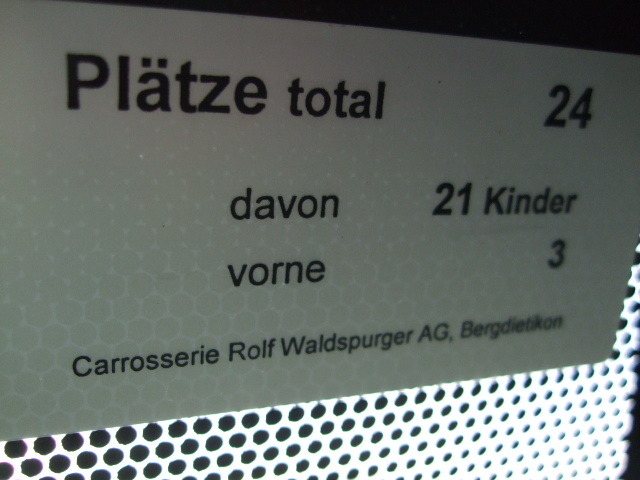 Plätze total 24
davon 21 Kinder
vorne 3
Carrosserie Rolf Waldspurger AG, Bergdietikon